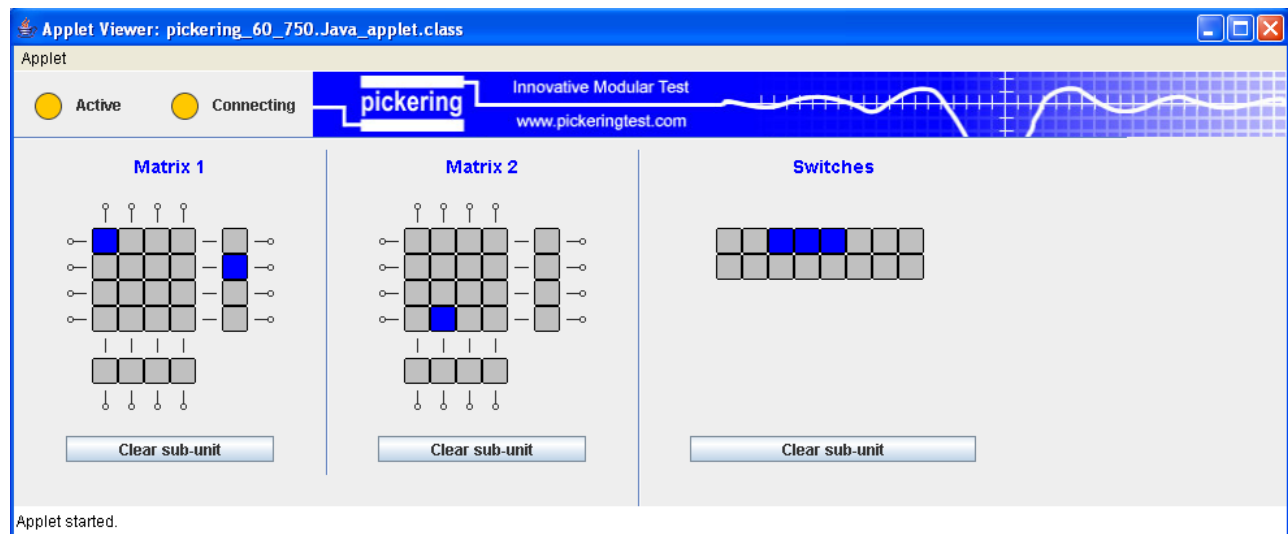 Applet Viewer: pickering_60_750.Java_applet.class
Applet
Active
Connecting
pickering
Innovative Modular Test
www.pickeringtest.com
Matrix 1
Matrix 2
Switches
Clear sub-unit
Clear sub-unit
Clear sub-unit
Applet started.